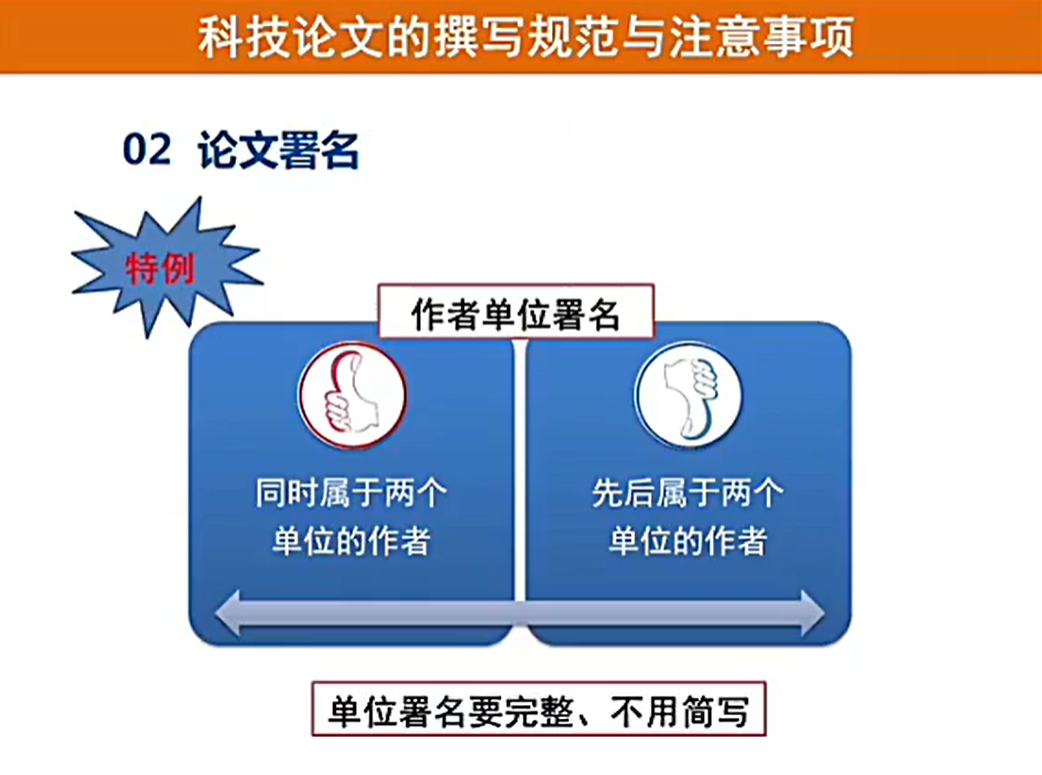 科技论文的撰写规范与注意事项
02 论文署名
特例
作者单位署名
同时属于两个
单位的作者
先后属于两个
单位的作者
单位署名要完整、不用简写